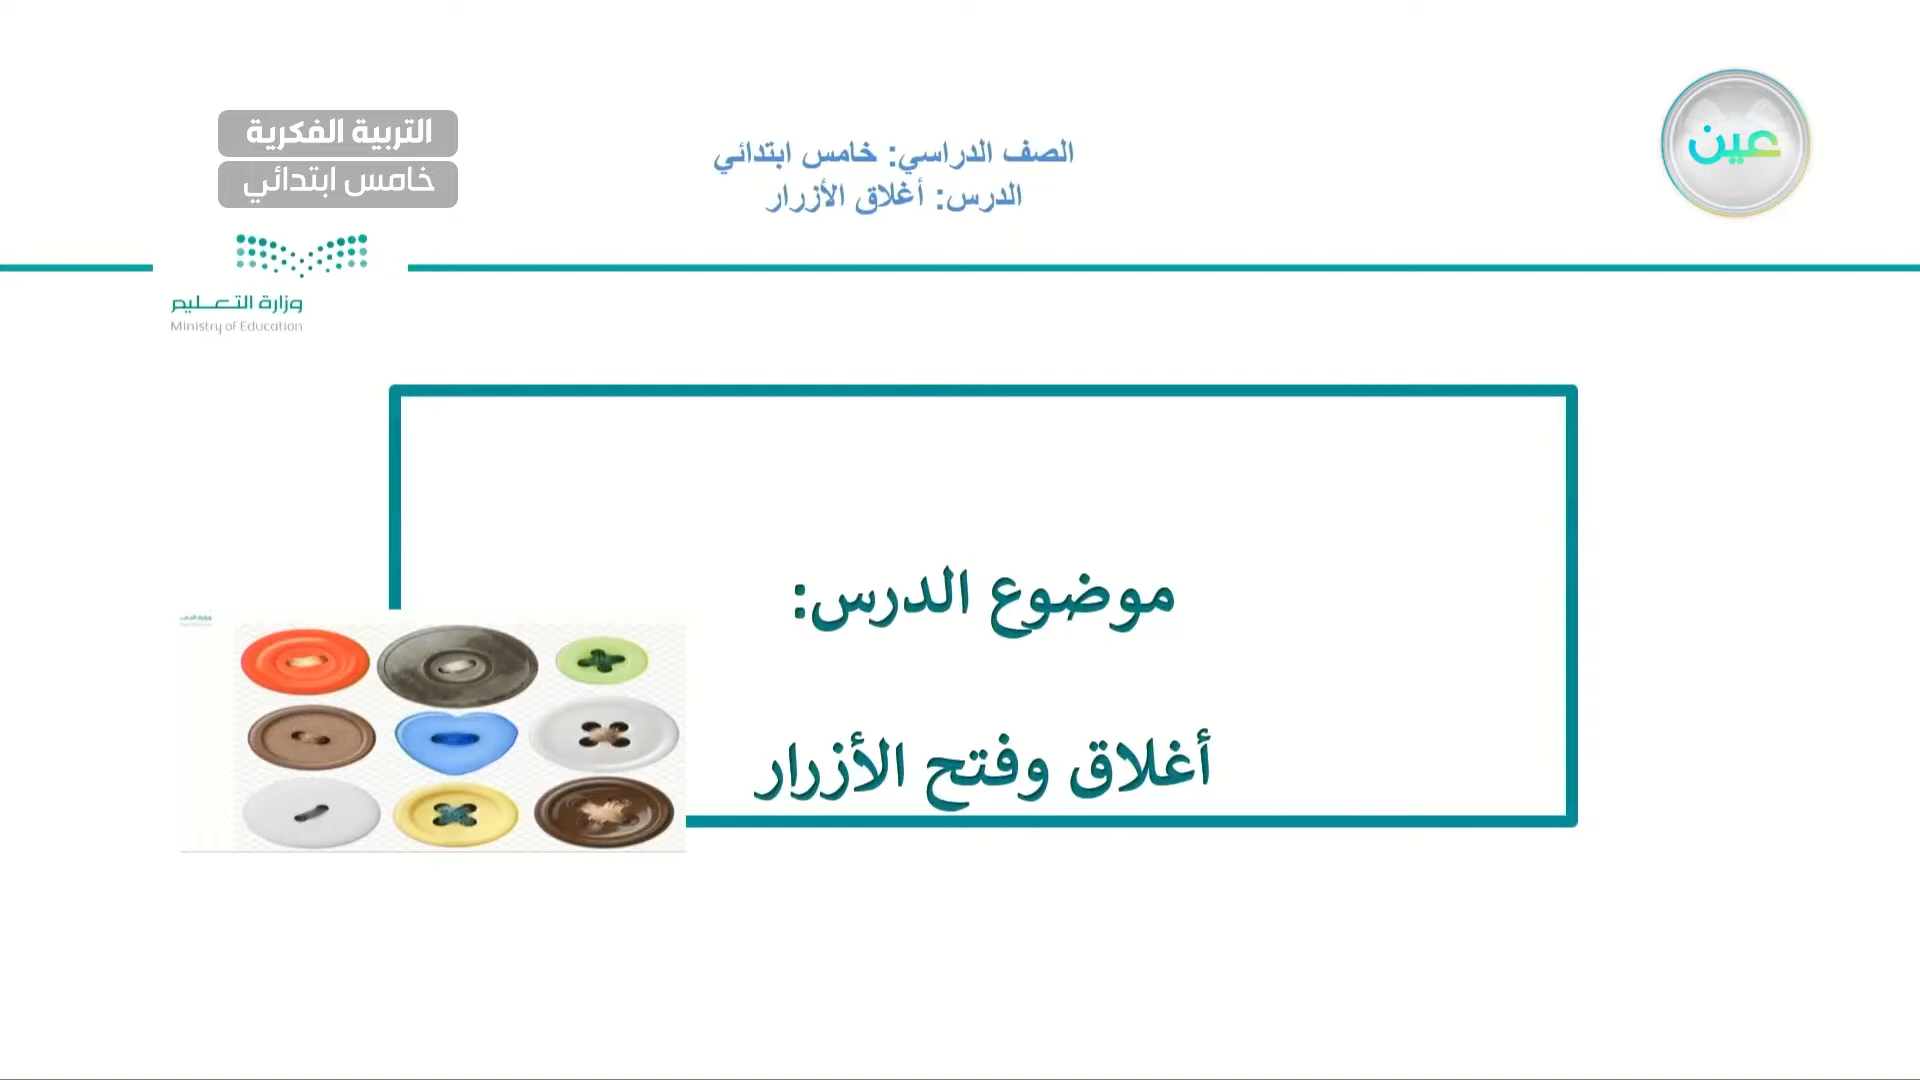 عين
الصف الدراسي: خامس ابتدائي
الدرس: أغلاق الأزرار
التربية الفكرية
خامس ابتدائي
وزارة التعليم
Ministry of Education
موضوع الدرس:
أغلاق وفتح الأزرار